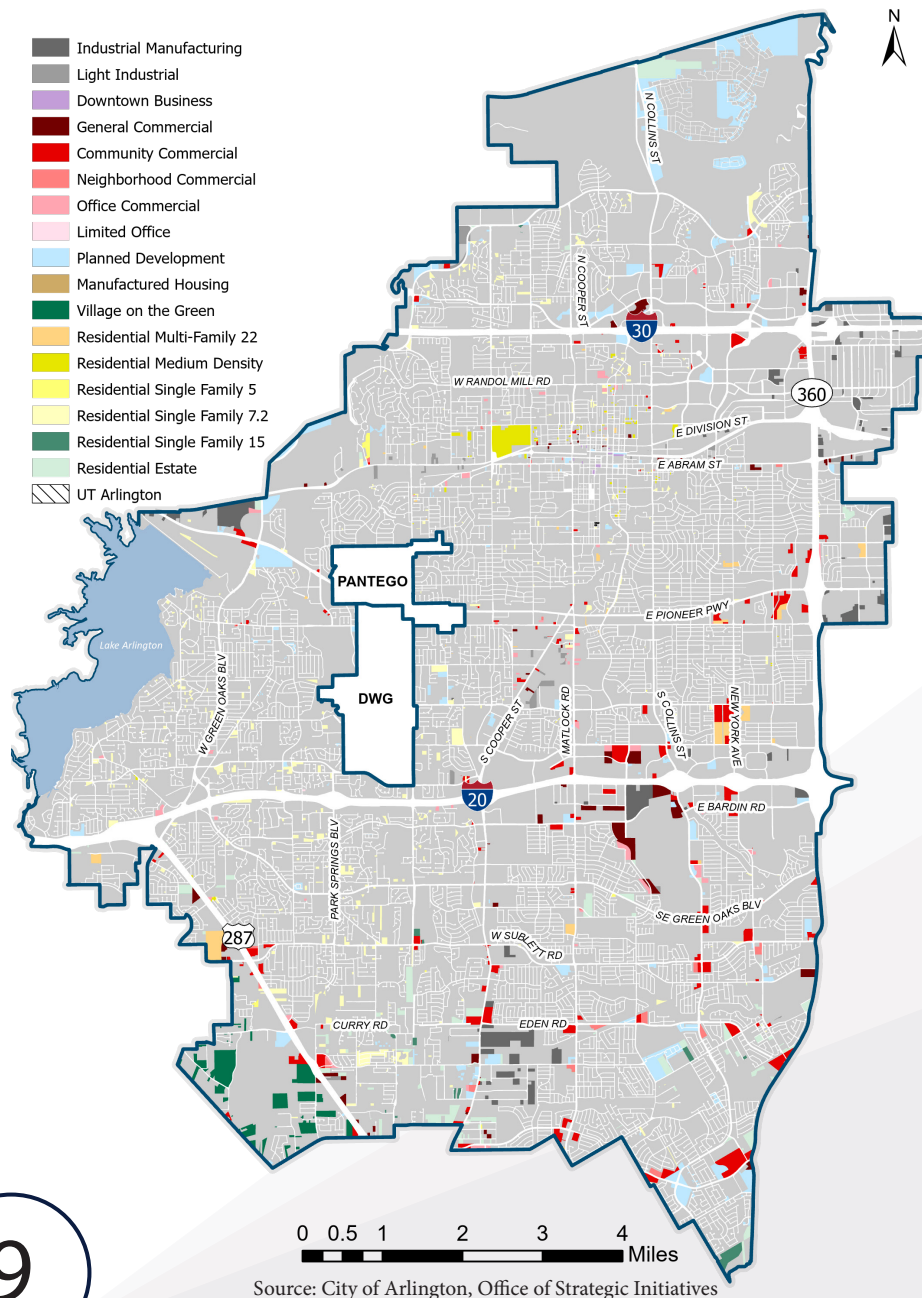 N
Industrial Manufacturing
Light Industrial
Downtown Business
General Commercial
Community Commercial
Neighborhood Commercial
Office Commercial
Limited Office
Planned Development
Manufactured Housing
Village on the Green
Residential Multi-Family 22
Residential Medium Density
Residential Single Family 5
Residential Single Family 7.2
Residential Single Family 15
Residential Estate
UT Arlington
N COLLINS ST
N COOPER ST
30
W RANDOL MILL RD
360
E DIVISION ST
E ABRAM ST
PANTEGO
E PIONEER PWY
Lake Arlington
DWG
W GREEN OAKS BLV
S COOPER ST
MATLOCK RD
S COLLINS ST
NEW YORK AVE
20
E BARDIN RD
PARK SPRINGS BLV
SE GREEN OAKS BLV
287
W SUBLETT RD
CURRY RD
EDEN RD
0 0.5 1 2 3 4
Miles
9
Source: City of Arlington, Office of Strategic Initiatives